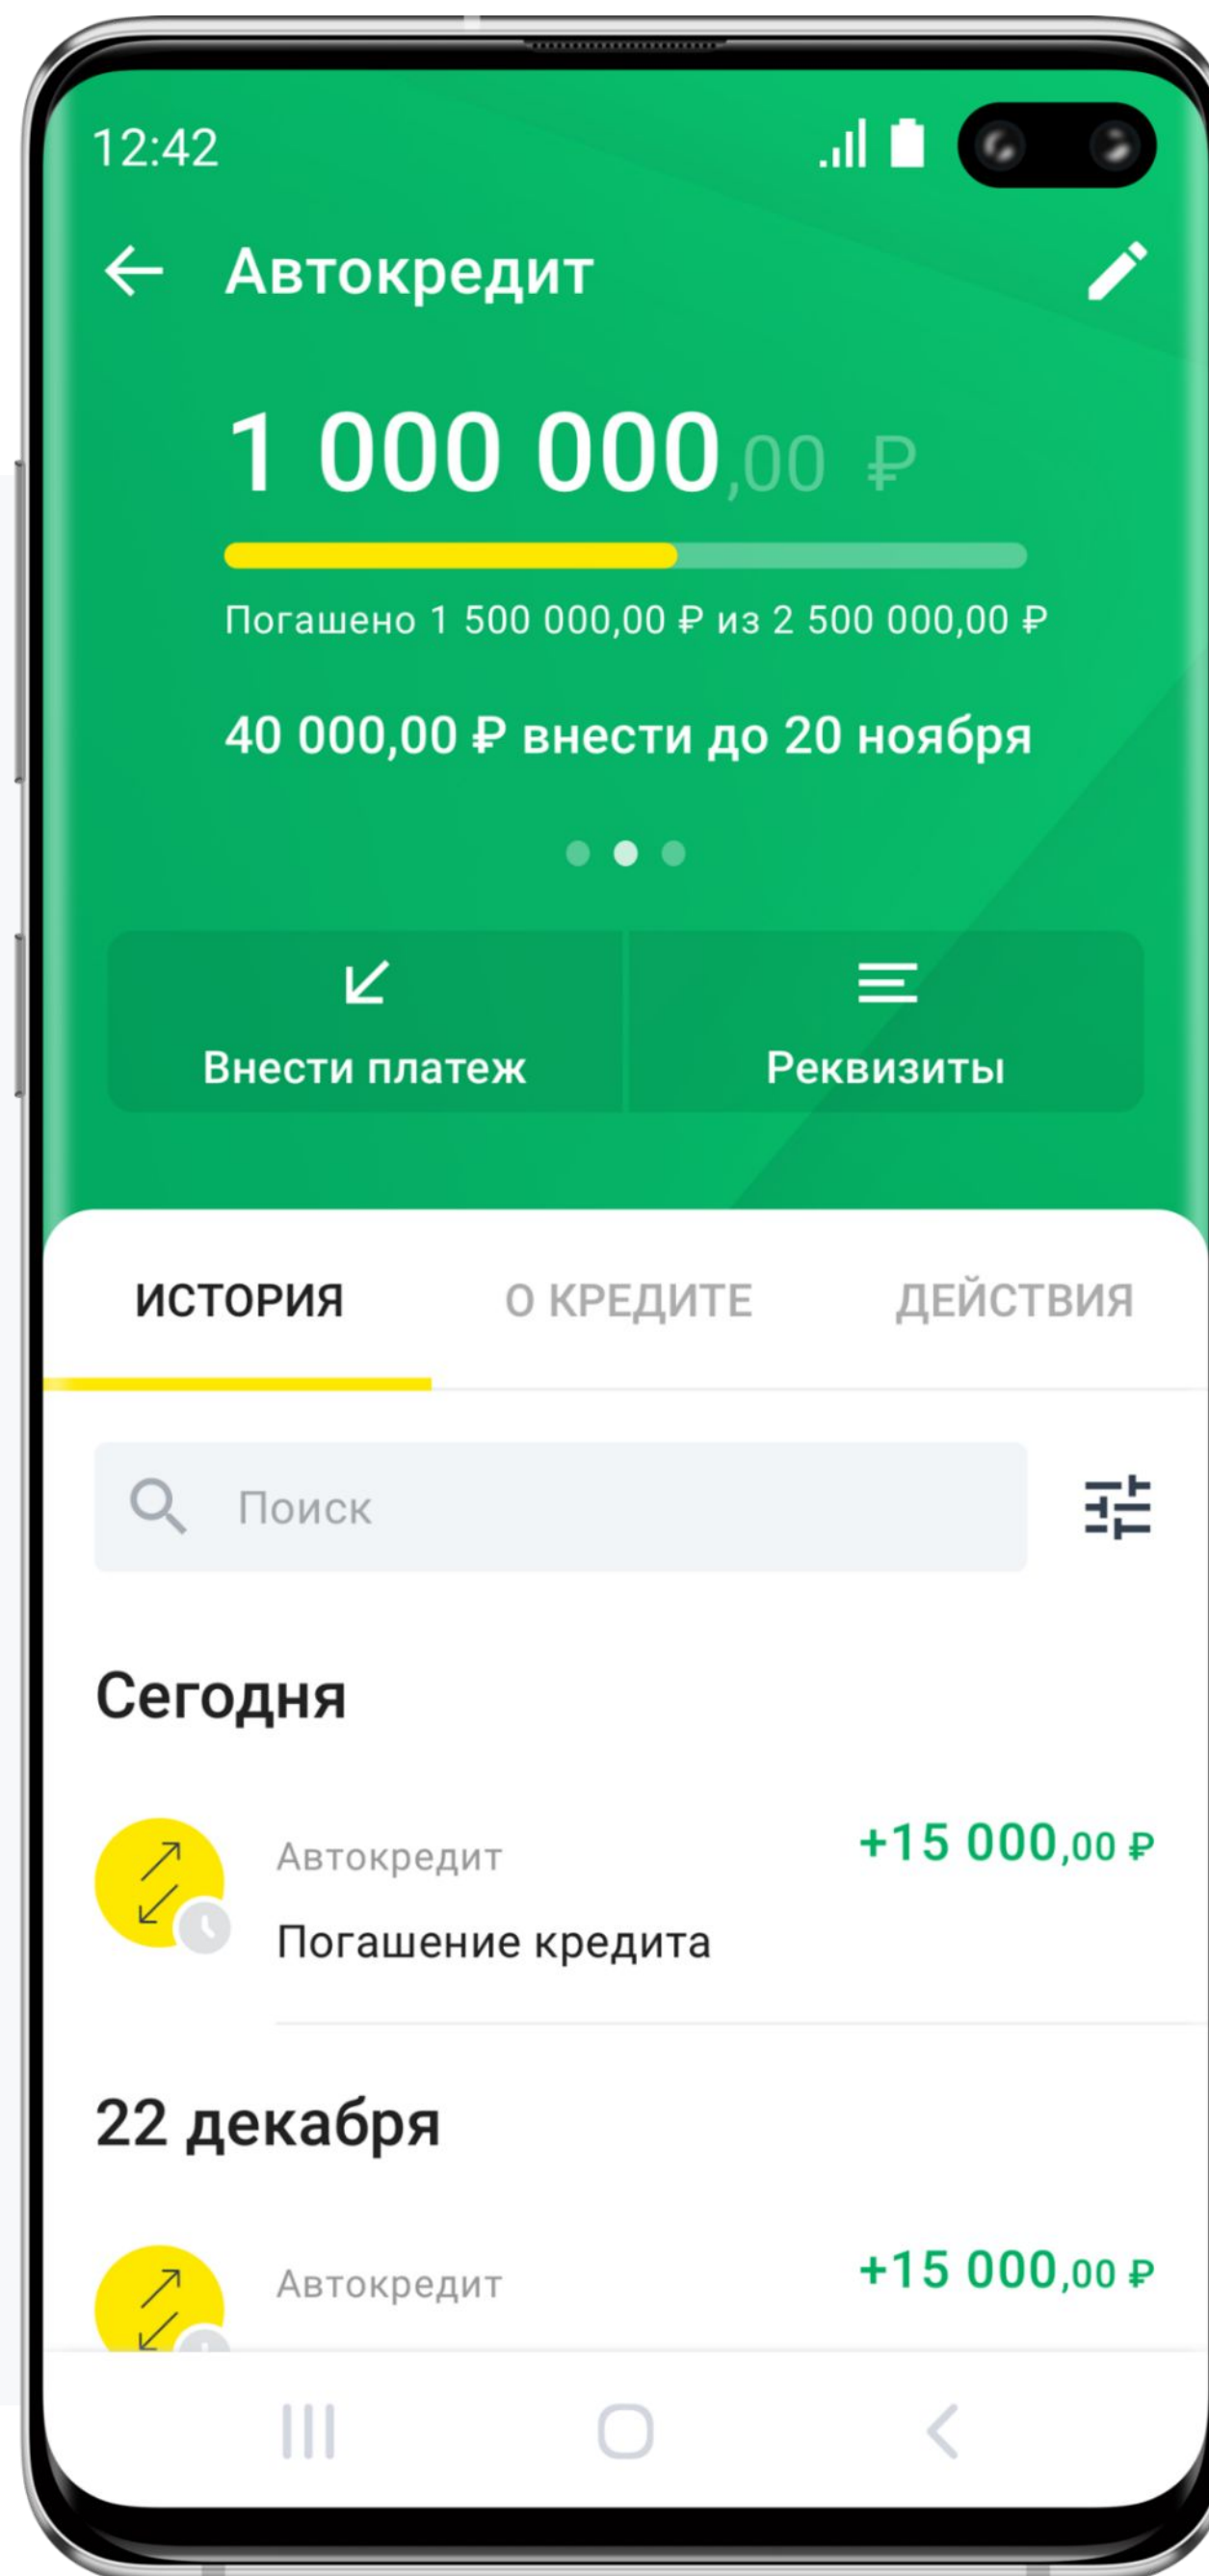 12:42
Автокредит
1 000 000,00 ₽
Погашено 1 500 000,00 ₽ из 2 500 000,00 ₽
40 000,00 ₽ внести до 20 ноября
Внести платеж
Реквизиты
ИСТОРИЯ
О КРЕДИТЕ
ДЕЙСТВИЯ
Поиск
Сегодня
Автокредит
+15 000,00 ₽
Погашение кредита
22 декабря
Автокредит
+15 000,00 ₽